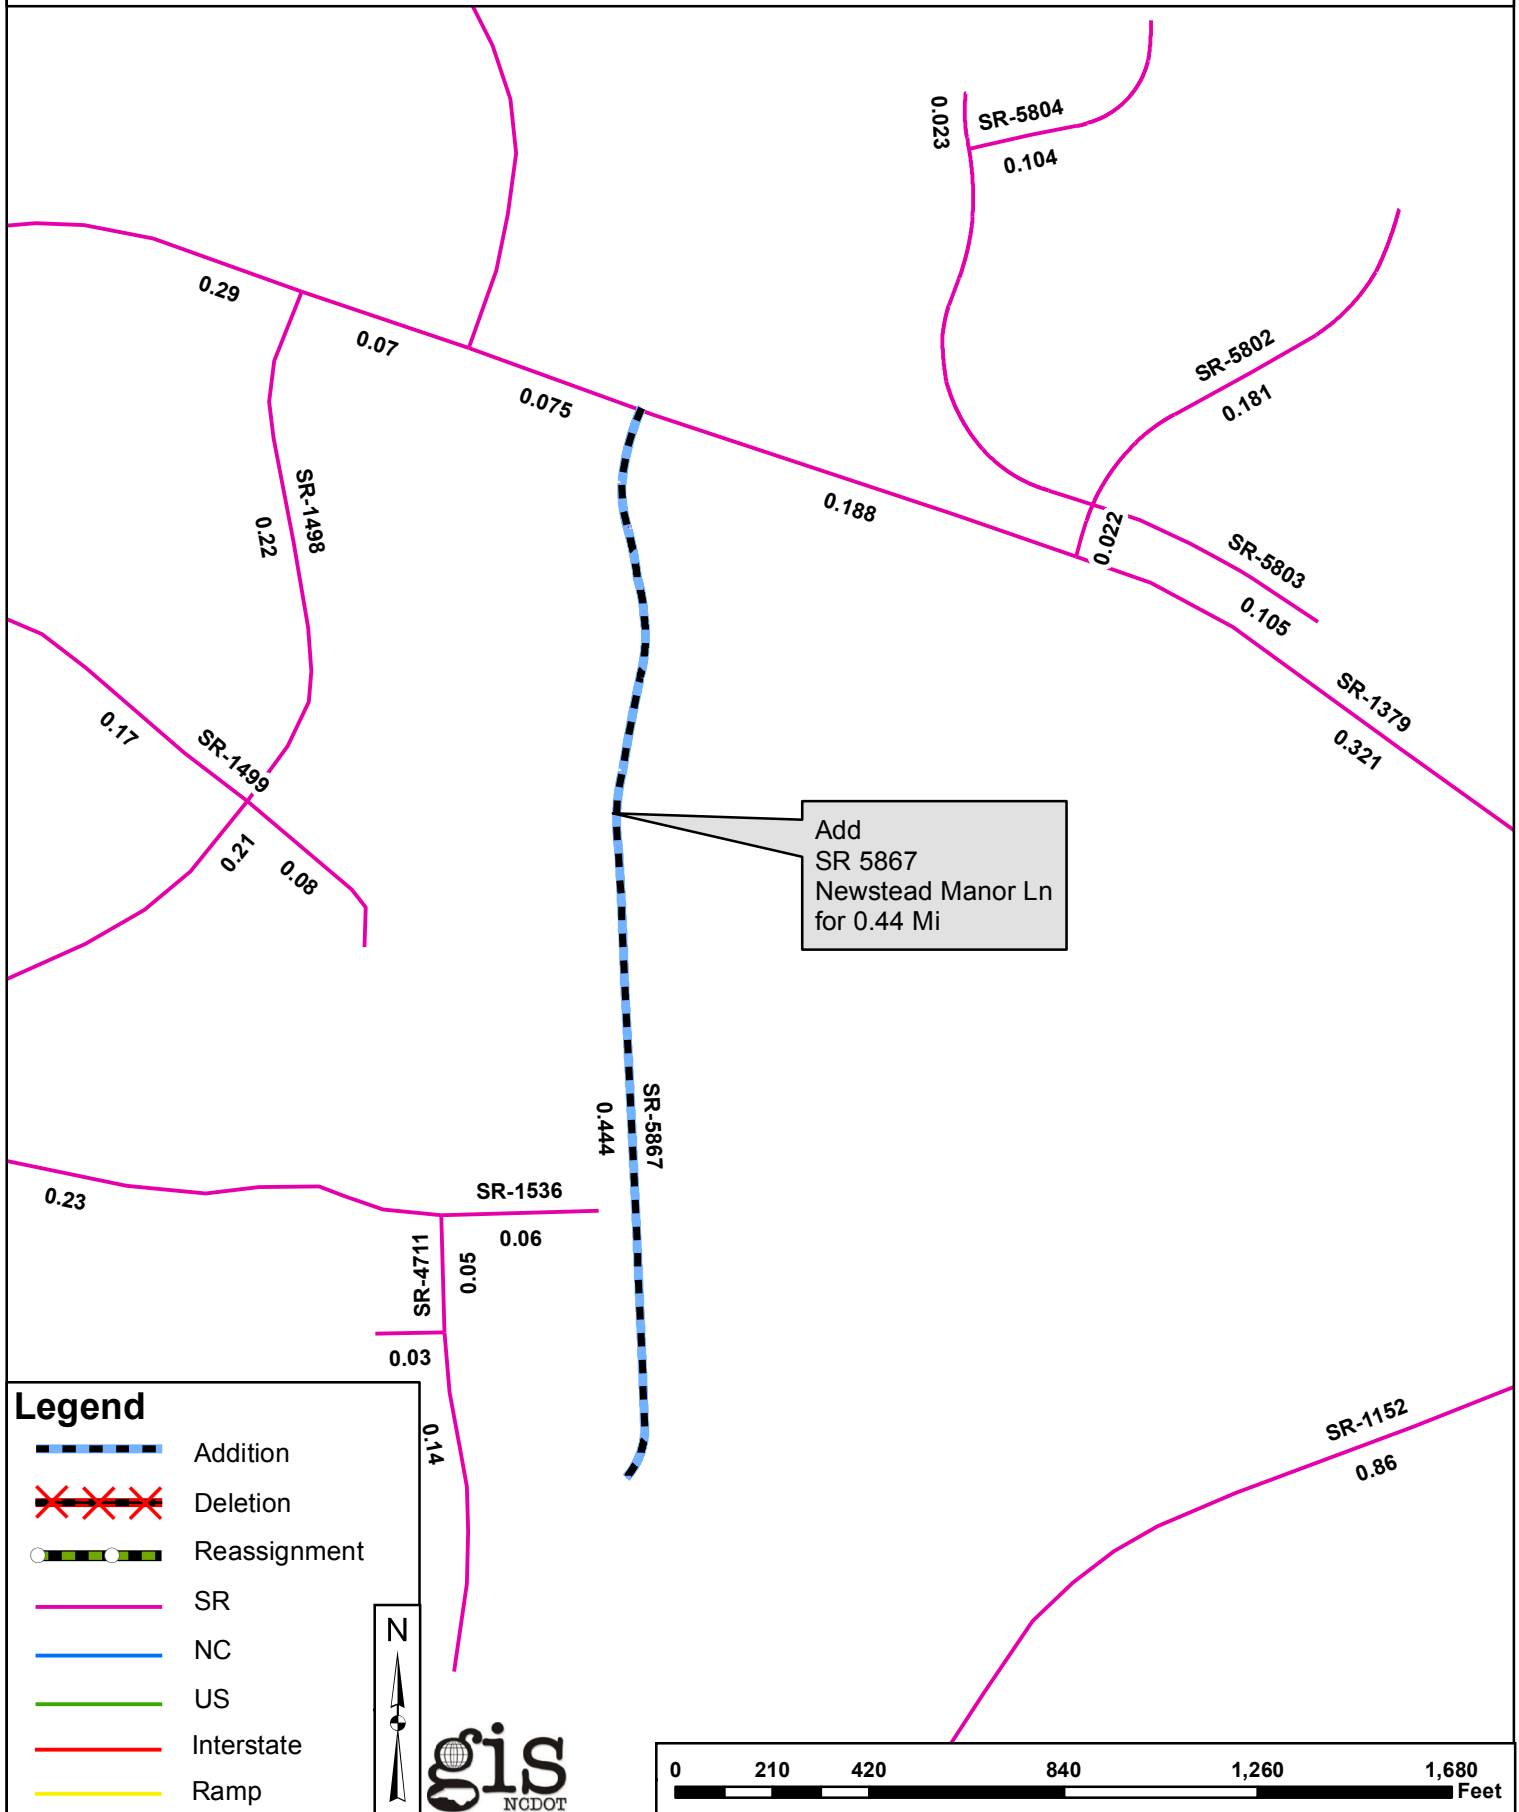 0.023
SR-5804
0.104
0.29
0.07
0.075
SR-5802
0.181
0.188
0.022
SR-5803
0.105
SR-1498
0.22
SR-1379
0.321
0.17
SR-1499
0.21
0.08
Add
SR 5867
Newstead Manor Ln
for 0.44 Mi
SR-5867
0.444
0.23
SR-1536
0.06
SR-4711
0.05
0.03
0.14
SR-1152
0.86
Legend
Addition
Deletion
Reassignment
SR
NC
US
Interstate
Ramp
N
gis
NCDOT
0 210 420 840 1,260 1,680
Feet